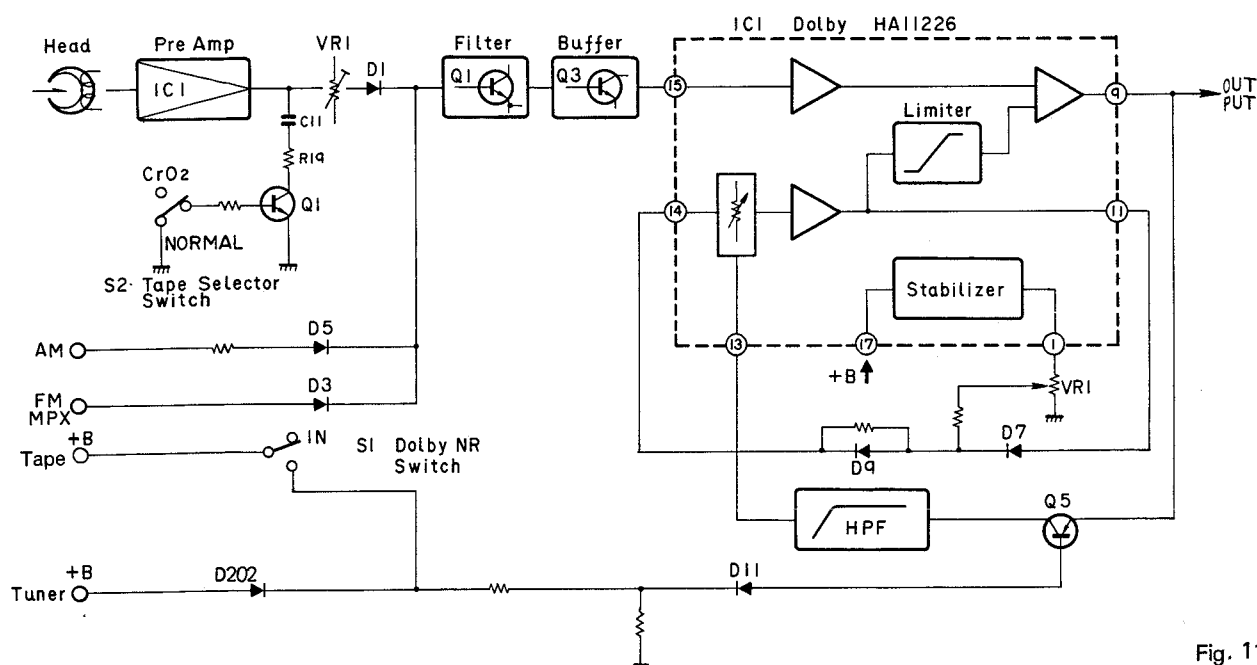 IC1 Dolby HA11226
Head
Pre Amp
VR1
D1
Filter
Buffer
IC1
Q1
Q3
15
9
OUT
PUT
C11
Limiter
R19
CrO2
Q1
14
11
NORMAL
S2. Tape Selector
Switch
Stabilizer
D5
AM
13
17
1
+B
VR1
D3
FM
MPX
+B
Tape
IN
S1 Dolby NR
Switch
D9
D7
HPF
Q5
+B
Tuner
D202
D11
Fig. 1